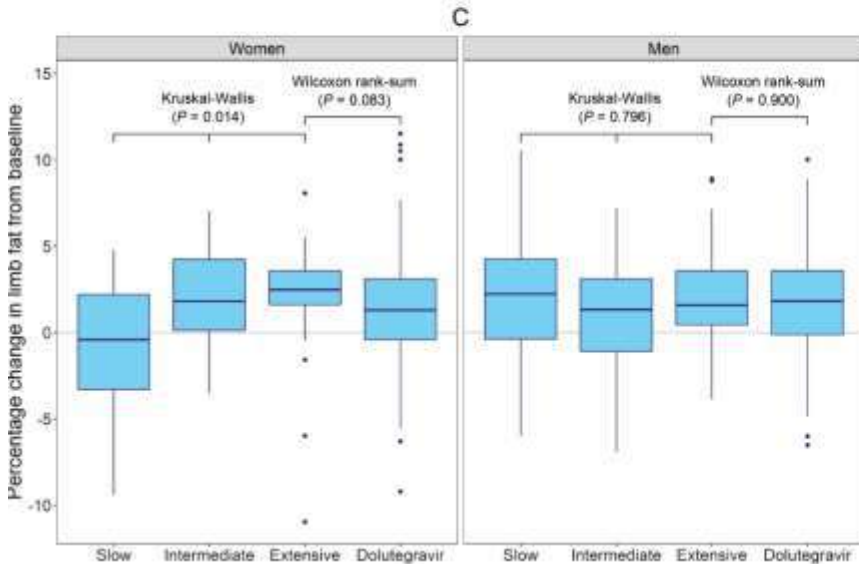 C
Women
Men
Percentage change in limb fat from baseline
15
10
5
0
-5
-10
Kruskal-Wallis
(P = 0.014)
Wilcoxon rank-sum
(P = 0.083)
Kruskal-Wallis
(P = 0.796)
Wilcoxon rank-sum
(P = 0.900)
Slow Intermediate Extensive Dolutegravir
Slow Intermediate Extensive Dolutegravir